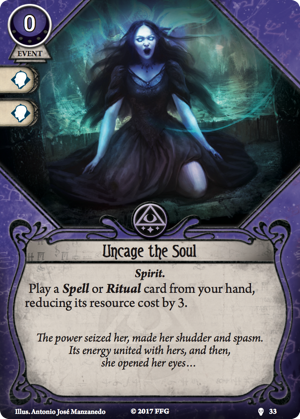 0
EVENT
Uncage the Soul
Spirit.
Play a Spell or Ritual card from your hand,
reducing its resource cost by 3.
The power seized her, made her shudder and spasm.
Its energy united with hers, and then,
she opened her eyes…
Illus. Antonio José Manzanedo
© 2017 FFG
33